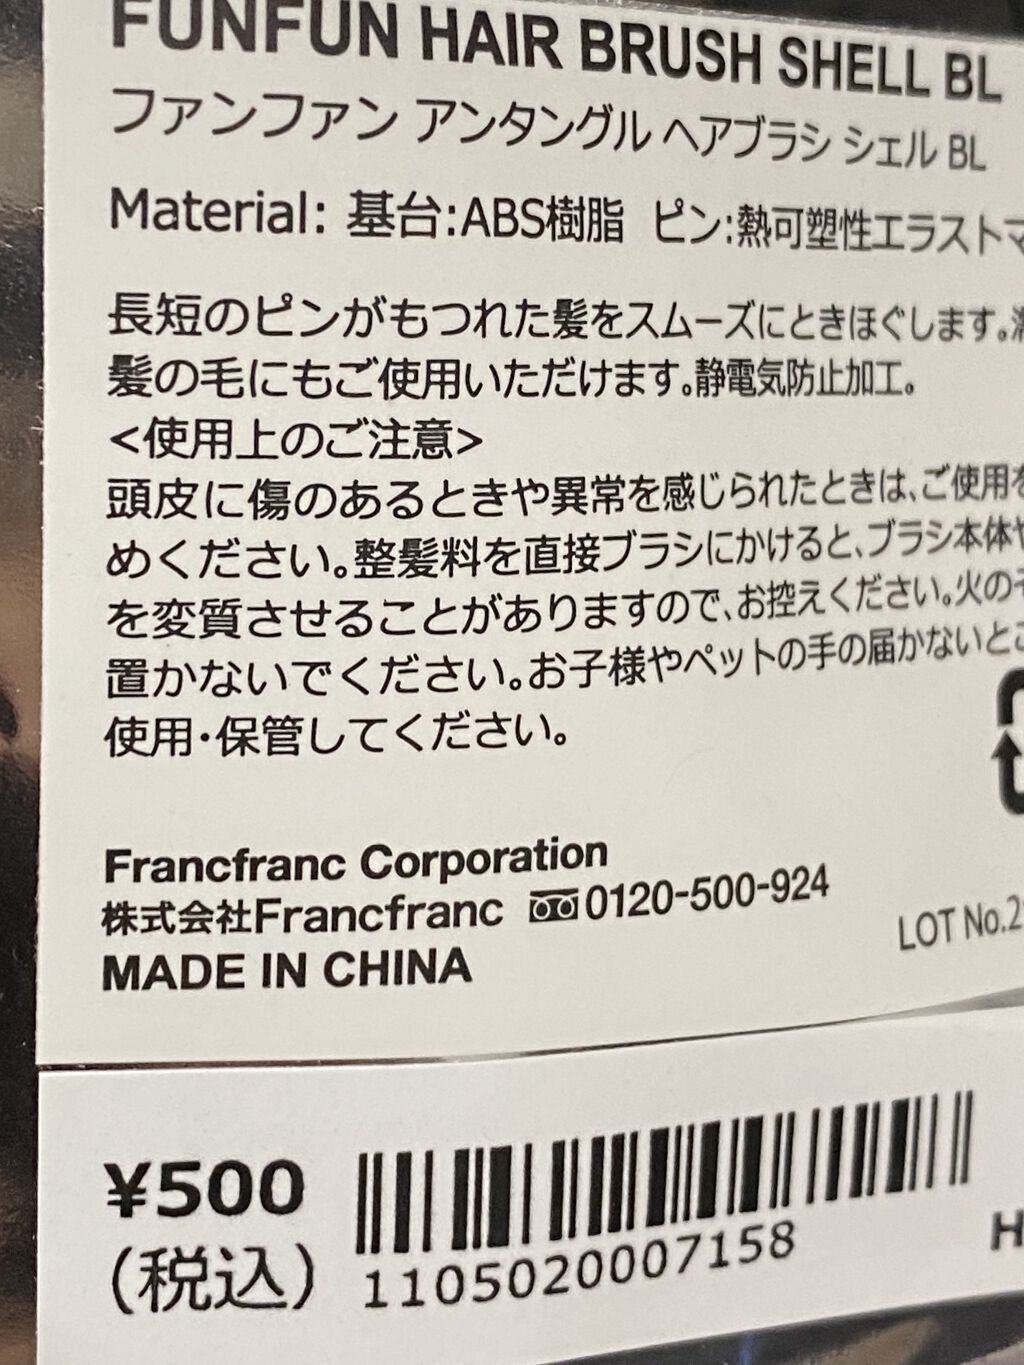 FUNFUN HAIR BRUSH SHELL BL
ファンファン アンタングル ヘアブラシ シェル BL
Material: 基台:ABS樹脂 ピン:熱可塑性エラストマ
長短のピンがもつれた髪をスムーズにときほぐします。
髪の毛にもご使用いただけます。静電気防止加工。
<使用上のご注意>
頭皮に傷のあるときや異常を感じられたときは、ご使用を
めください。整髪料を直接ブラシにかけると、ブラシ本体や
を変質させることがありますので、お控えください。火のそ
置かないでください。お子様やペットの手の届かないとこ
使用・保管してください。
Francfranc Corporation
株式会社Francfranc 0120-500-924
MADE IN CHINA
LOT No.2
¥500
(税込)
1105020007158
H